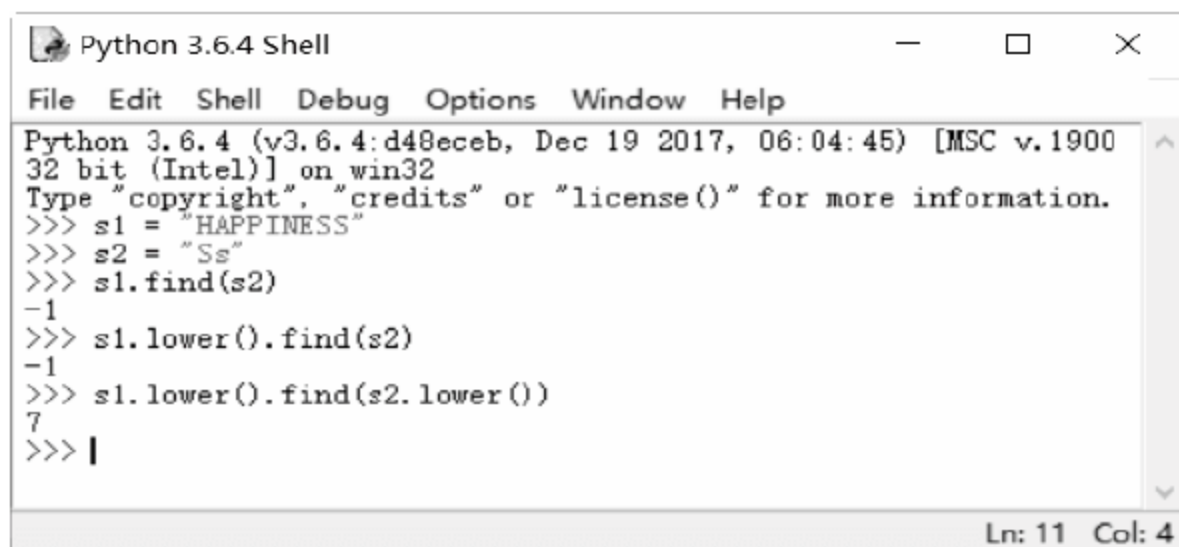 Python 3.6.4 Shell
File Edit Shell Debug Options Window Help
Python 3.6.4 (v3.6.4:d48eceb, Dec 19 2017, 06:04:45) [MSC v.1900
32 bit (Intel)] on win32
Type "copyright", "credits" or "license()" for more information.
>>> s1 = "HAPPINESS"
>>> s2 = "Ss"
>>> s1.find(s2)
-1
>>> s1.lower().find(s2)
-1
>>> s1.lower().find(s2.lower())
7
>>>
Ln: 11 Col: 4